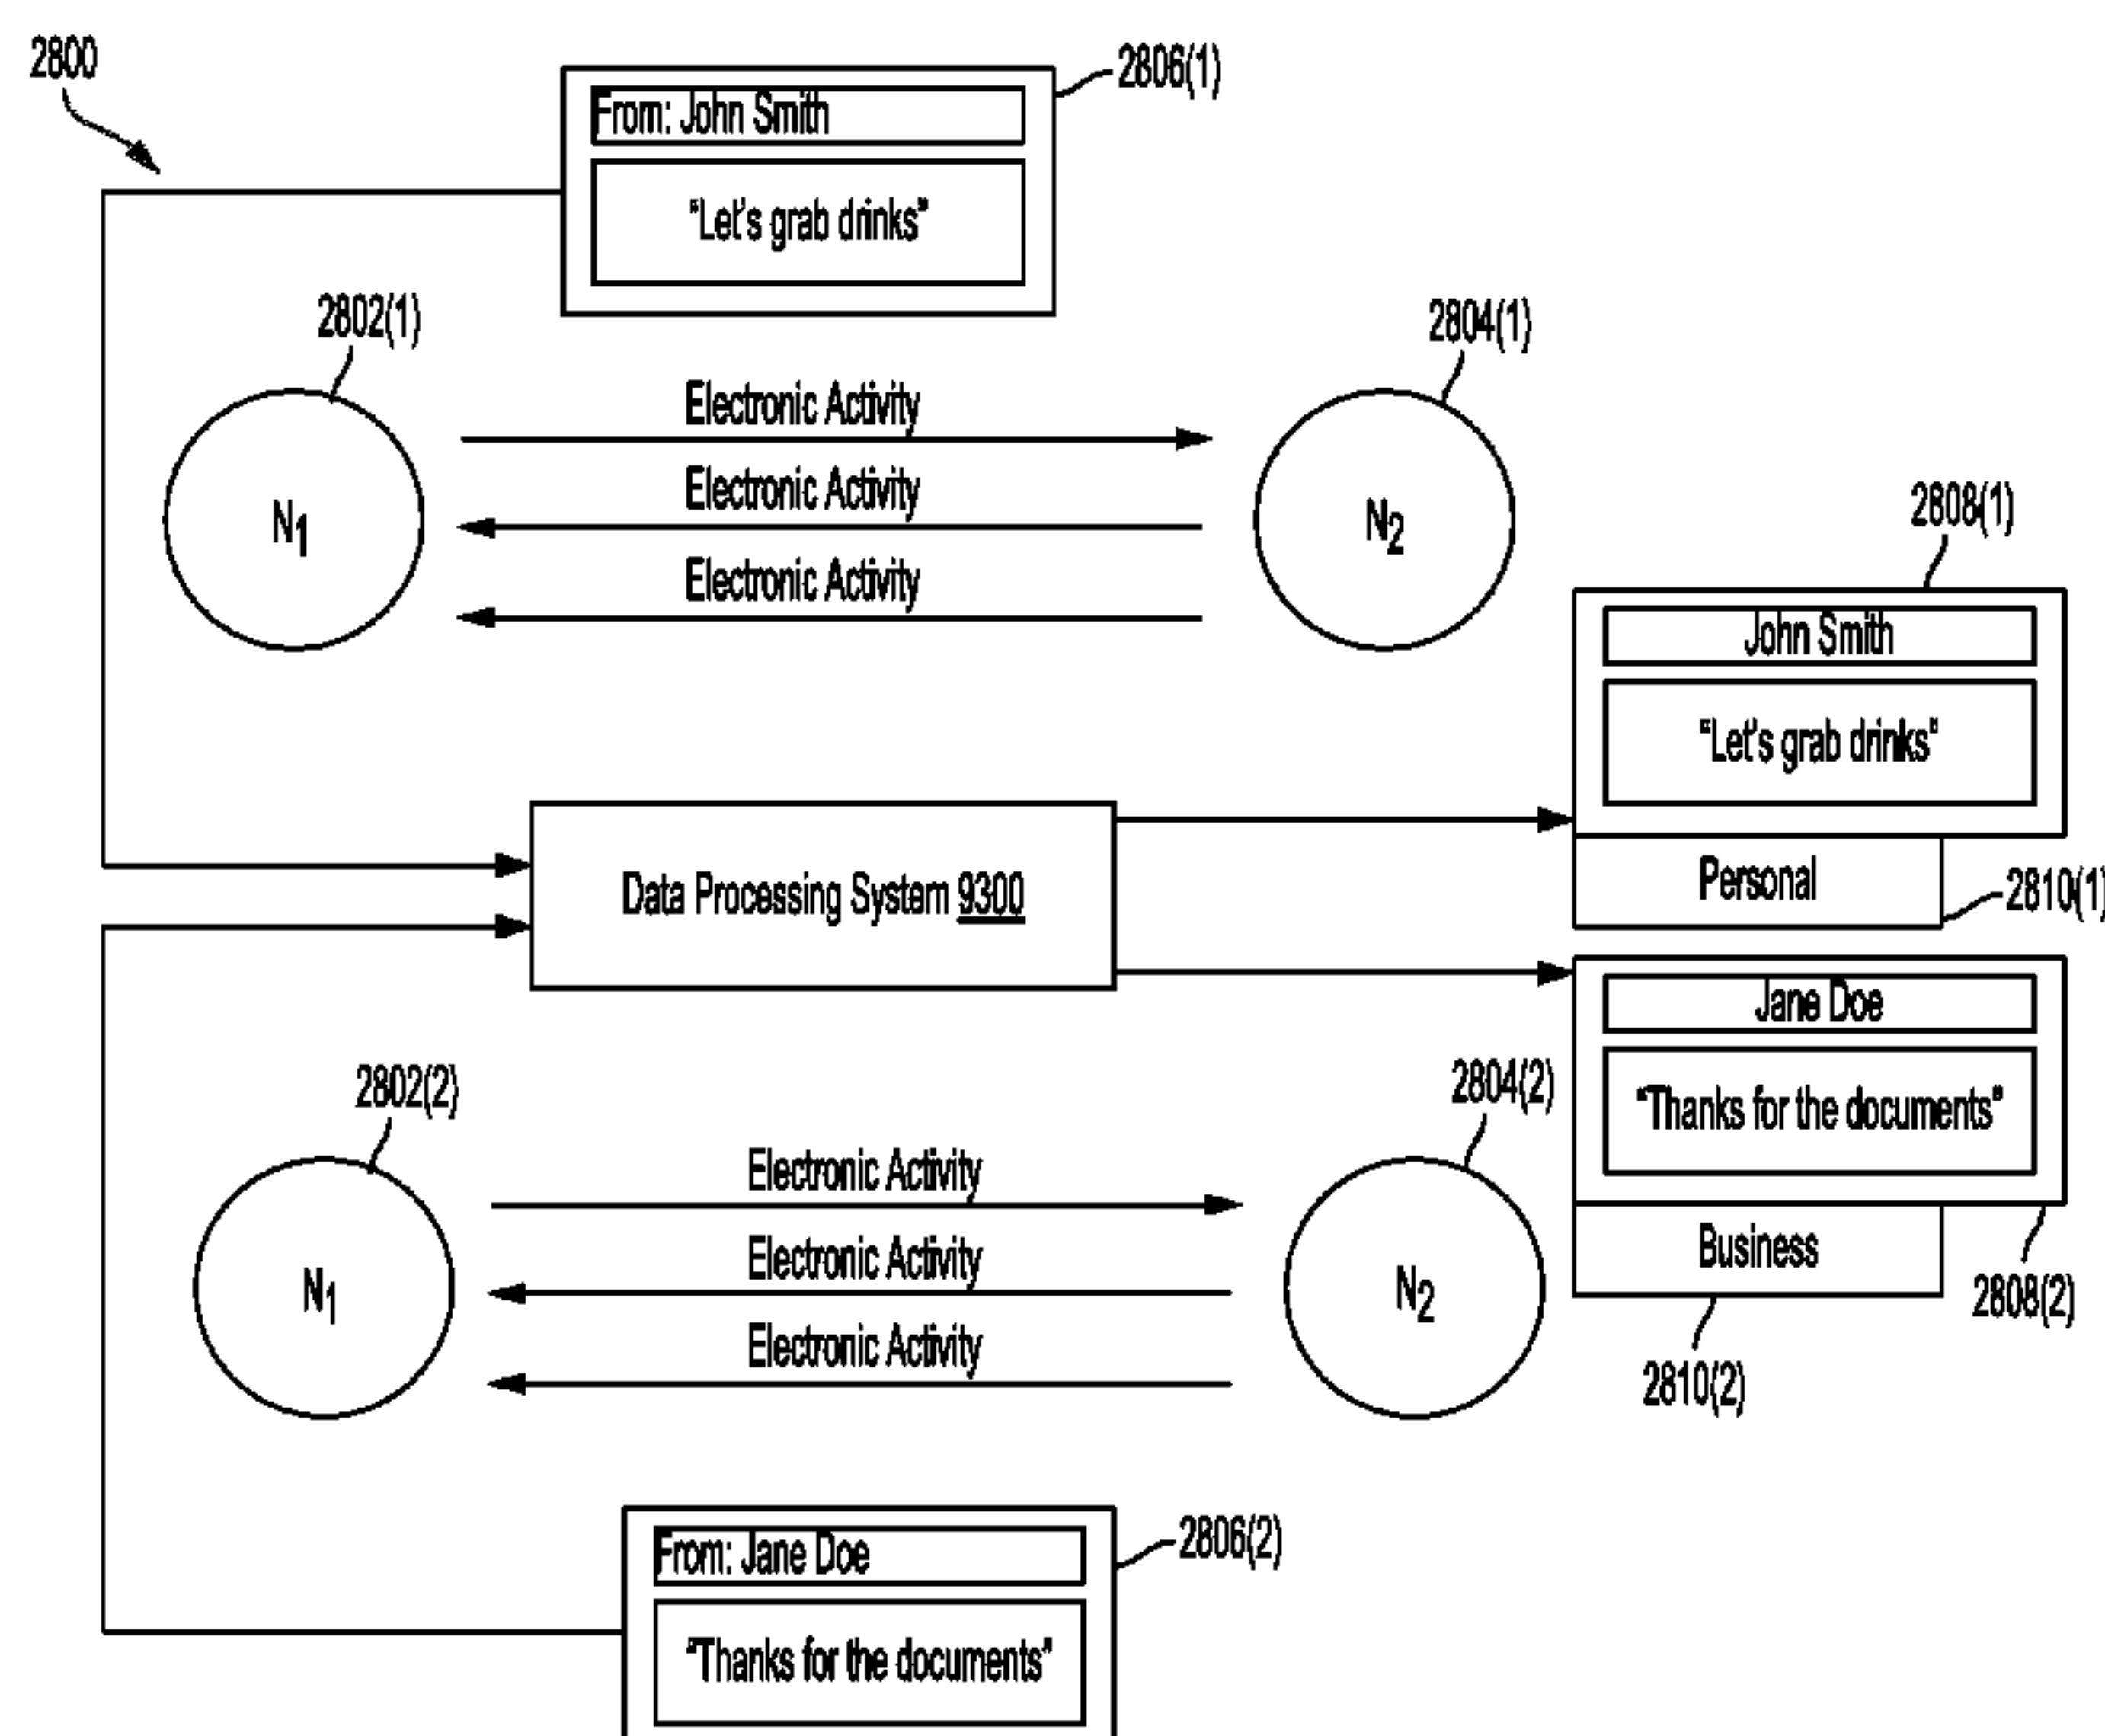 2800
2806(1)
From: John Smith
"Let's grab drinks"
2802(1)
2804(1)
Electronic Activity
Electronic Activity
Electronic Activity
N1
N2
2808(1)
John Smith
"Let's grab drinks"
Personal
2810(1)
Data Processing System 9300
Jane Doe
"Thanks for the documents"
Business
2808(2)
2810(2)
2802(2)
2804(2)
Electronic Activity
Electronic Activity
Electronic Activity
N1
N2
2806(2)
From: Jane Doe
"Thanks for the documents"